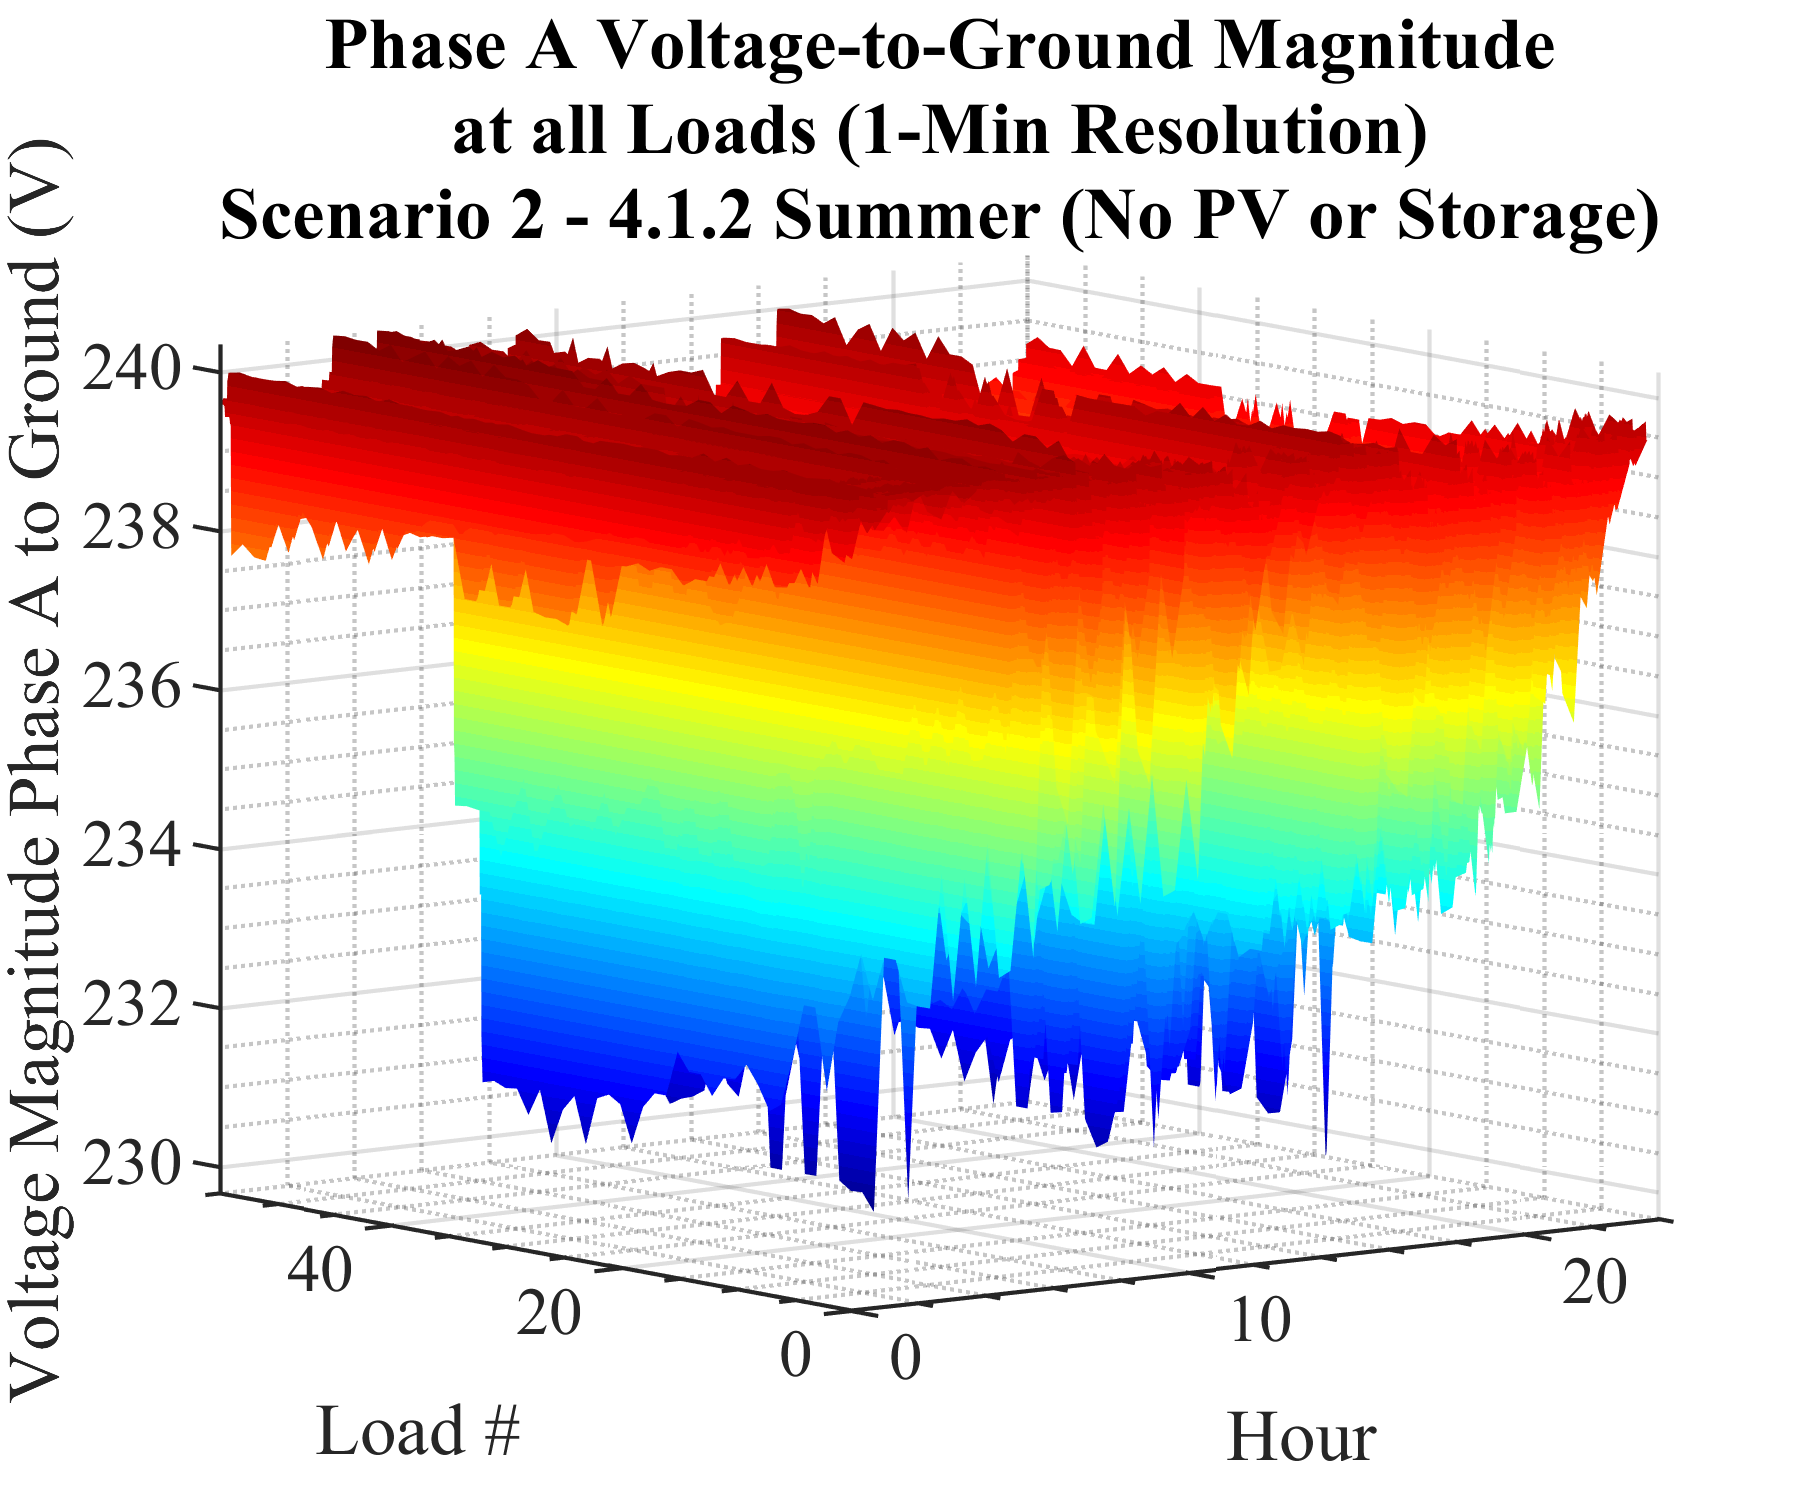 Phase A Voltage-to-Ground Magnitude
at all Loads (1-Min Resolution)
Scenario 2 - 4.1.2 Summer (No PV or Storage)
Voltage Magnitude Phase A to Ground (V)
240
238
236
234
232
230
40
20
0
0
10
20
Load #
Hour